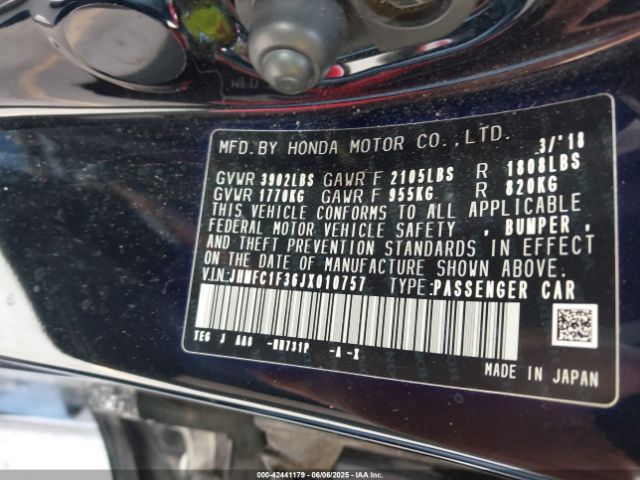 MFD. BY HONDA MOTOR CO., LTD. 3/'18
GVWR 3902LBS GAWR F 2105LBS R 1808LBS
GVWR 1770KG GAWR F 955KG R 820KG
THIS VEHICLE CONFORMS TO ALL APPLICABLE
FEDERAL MOTOR VEHICLE SAFETY , BUMPER ,
AND THEFT PREVENTION STANDARDS IN EFFECT
ON THE DATE OF MANUFACTURE SHOWN ABOVE.
V.I.N.:JHMFC1F36JX010757 TYPE:PASSENGER CAR
TEG J AA0 -A -X
MADE IN JAPAN
000-42441179 - 06/06/2025 - IAA Inc.